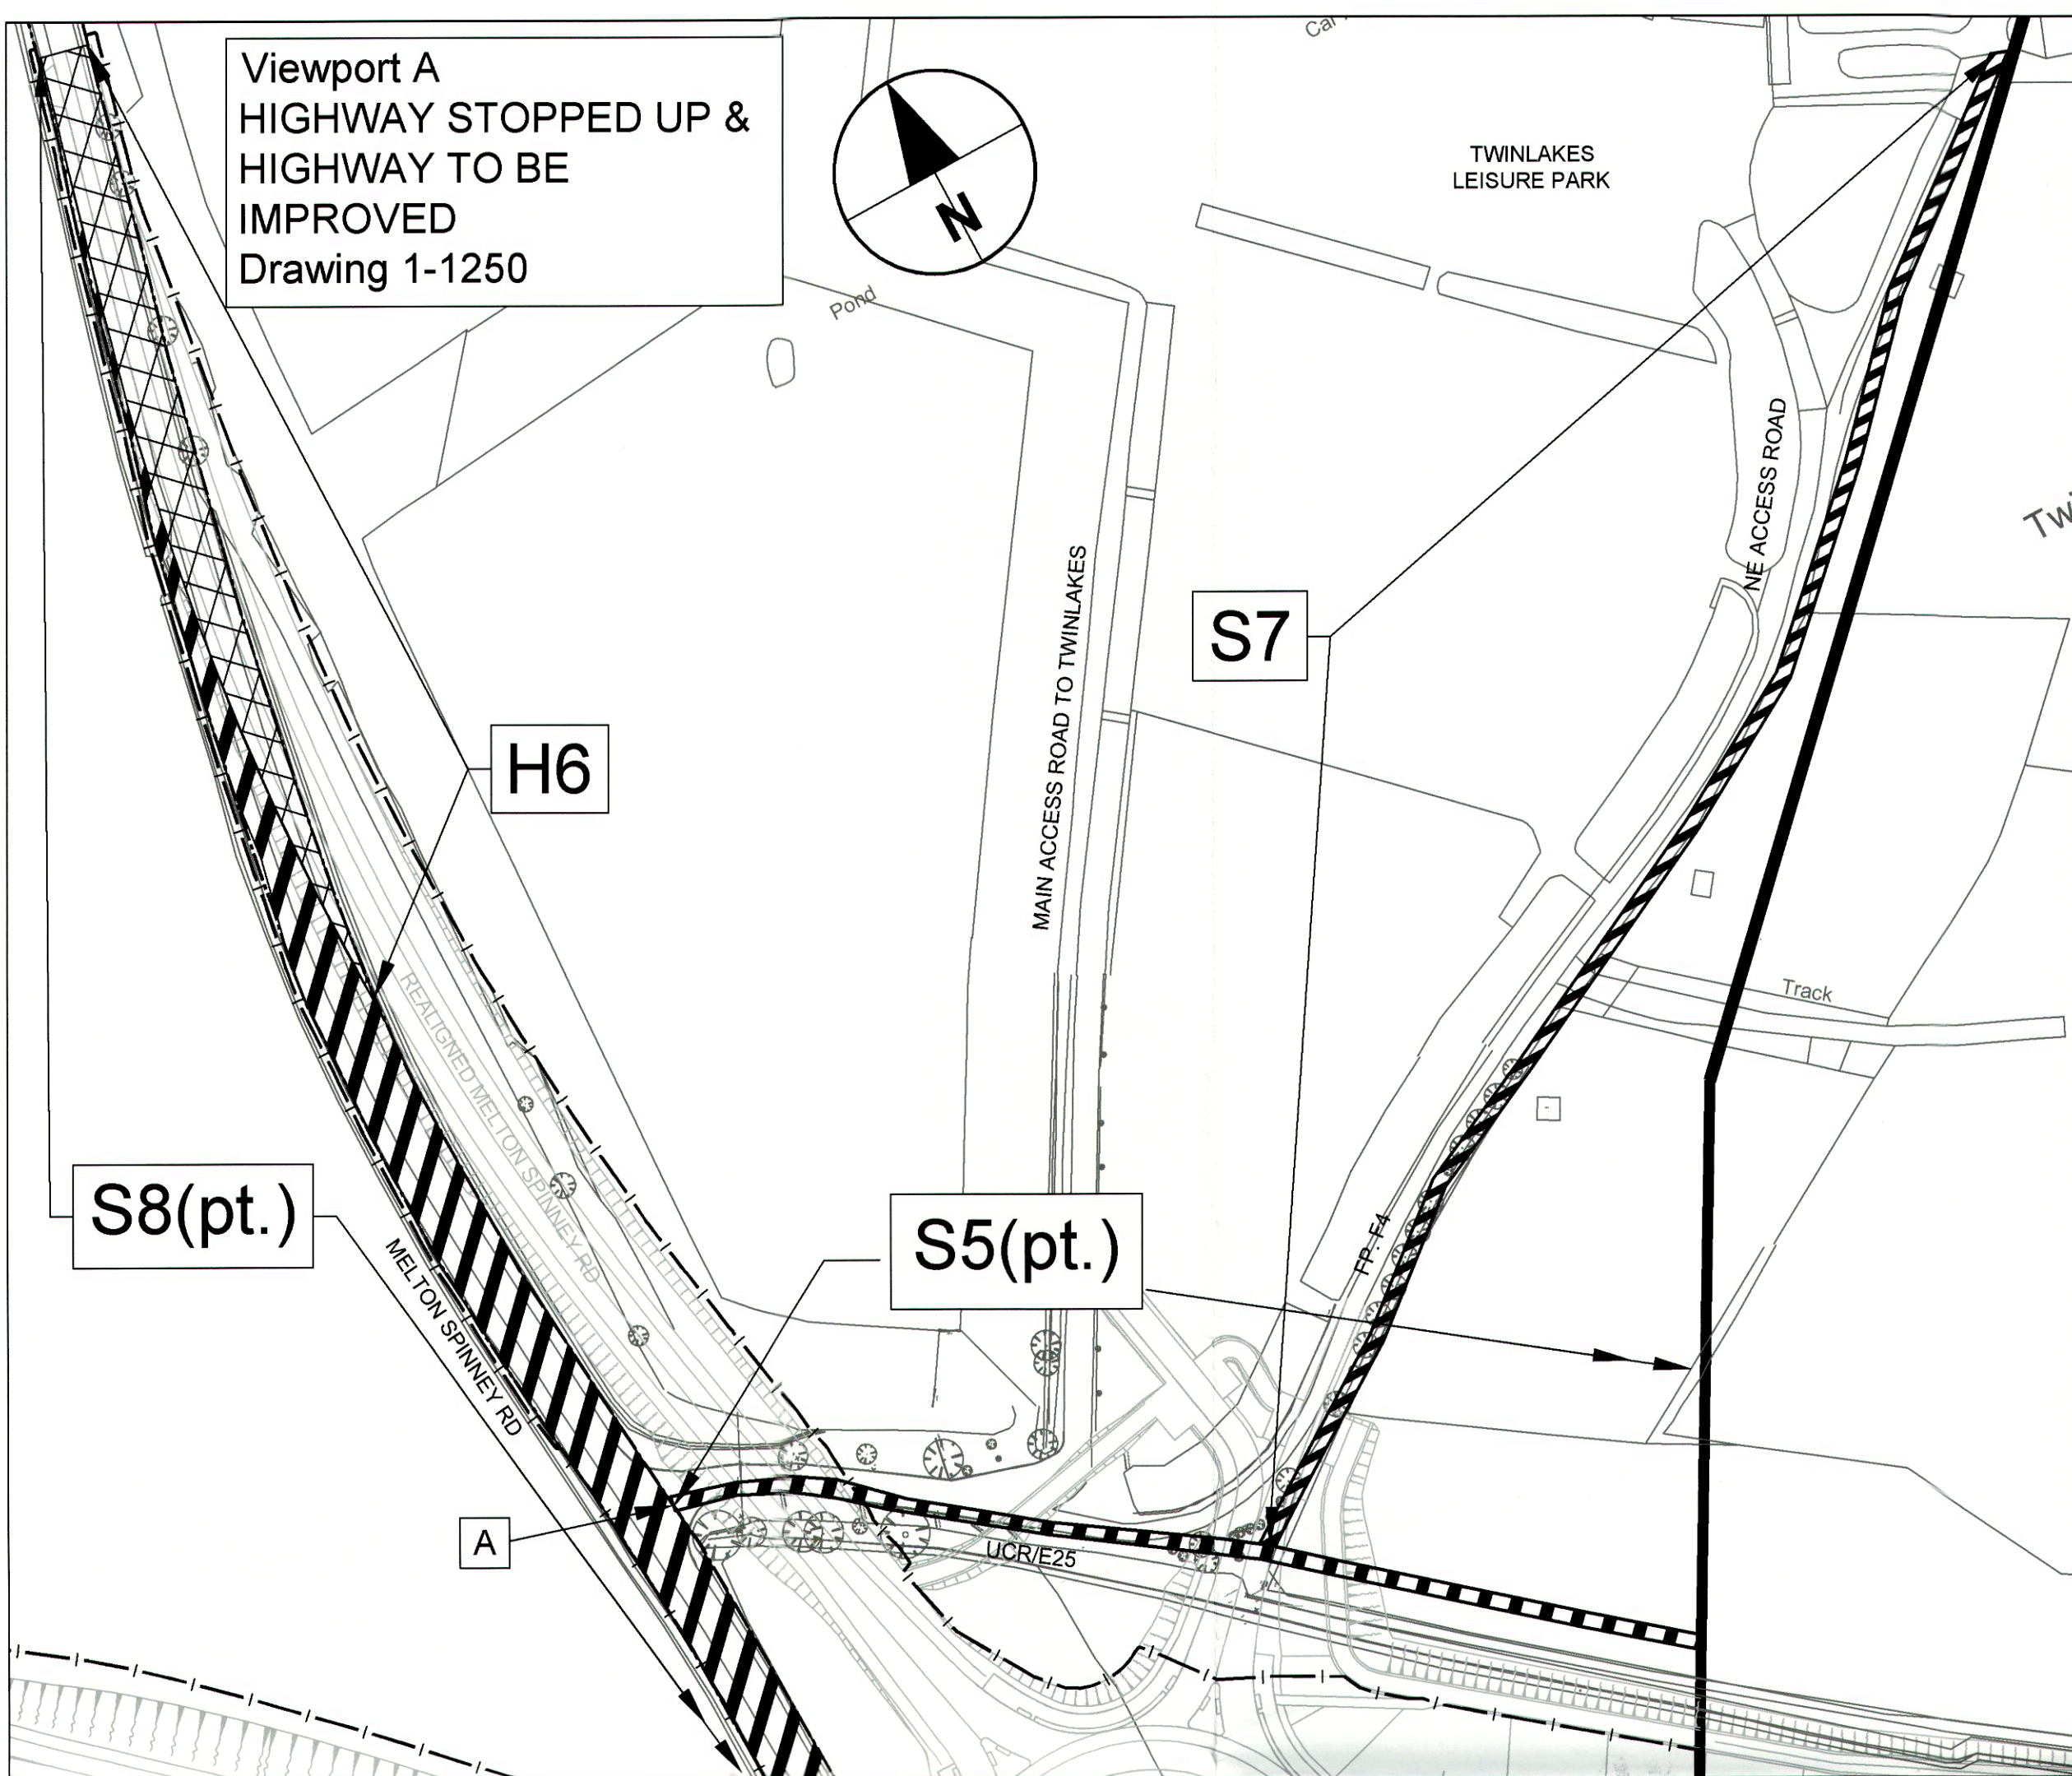 Viewport A
HIGHWAY STOPPED UP &
HIGHWAY TO BE
IMPROVED
Drawing 1-1250
N
Pond
TWINLAKES
LEISURE PARK
NE ACCESS ROAD
MAIN ACCESS ROAD TO TWINLAKES
S7
H6
Track
REALIGNED MELTON SPINNEY RD
S8(pt.)
S5(pt.)
FP. E4
MELTON SPINNEY RD
A
UCR/E25